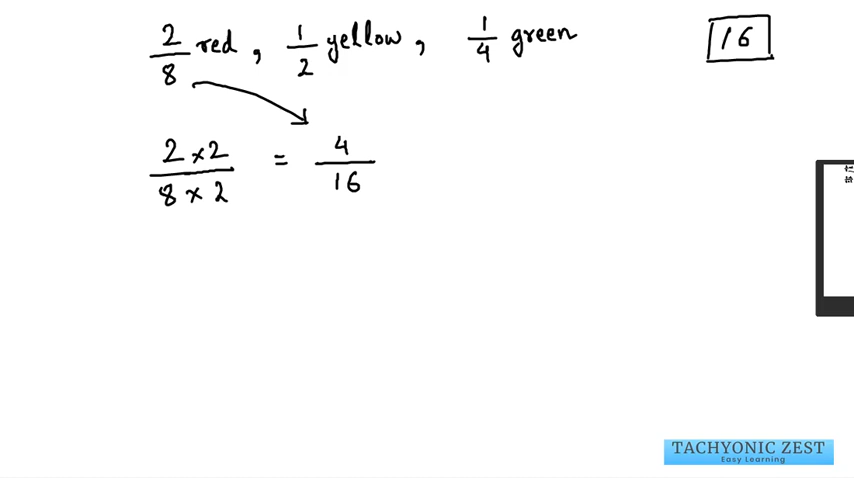 2/8 red, 1/2 yellow, 1/4 green
16
2 × 2 / 8 × 2 = 4/16
TACHYONIC ZEST
Easy Learning